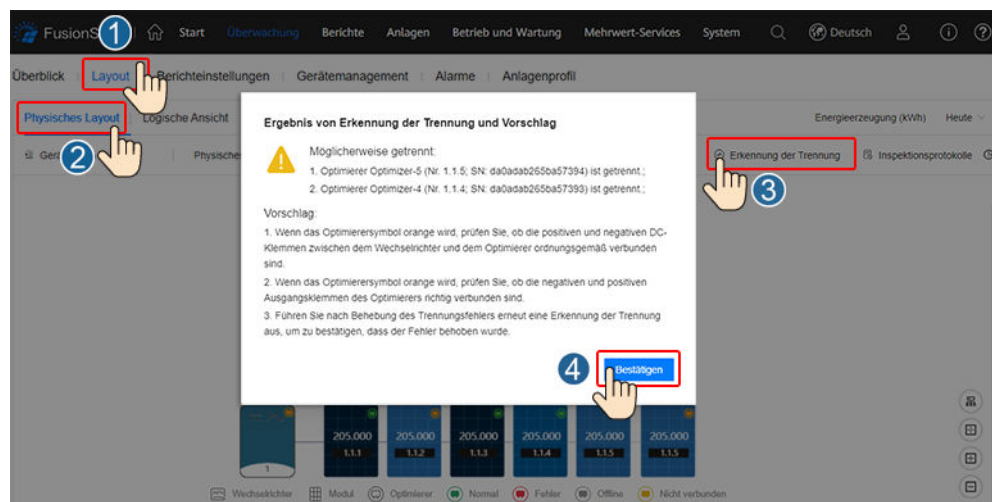 1
FusionS
Start
Überwachung
Berichte
Anlagen
Betrieb und Wartung
Mehrwert-Services
System
Deutsch
Überblick
Layout
Berichteinstellungen
Gerätemanagement
Alarme
Anlagenprofil
Physisches Layout
Logische Ansicht
Energieerzeugung (kWh)
Heute
2
Physische
Erkennung der Trennung
Inspektionsprotokolle
3
Ergebnis von Erkennung der Trennung und Vorschlag
Möglicherweise getrennt:
1. Optimierer Optimizer-5 (Nr. 1.1.5; SN: da0adab265ba57394) ist getrennt.;
2. Optimierer Optimizer-4 (Nr. 1.1.4; SN: da0adab265ba57393) ist getrennt.;
Vorschlag:
1. Wenn das Optimierersymbol orange wird, prüfen Sie, ob die positiven und negativen DC-
Klemmen zwischen dem Wechselrichter und dem Optimierer ordnungsgemäß verbunden
sind.
2. Wenn das Optimierersymbol orange wird, prüfen Sie, ob die negativen und positiven
Ausgangsklemmen des Optimierers richtig verbunden sind.
3. Führen Sie nach Behebung des Trennungsfehlers erneut eine Erkennung der Trennung
aus, um zu bestätigen, dass der Fehler behoben wurde.
4
Bestätigen
205.000 205.000 205.000 205.000 205.000 205.000
1.1.1 1.1.2 1.1.3 1.1.4 1.1.5 1.1.5
1
Wechselrichter
Modul
Optimierer
Normal
Fehler
Offline
Nicht verbunden